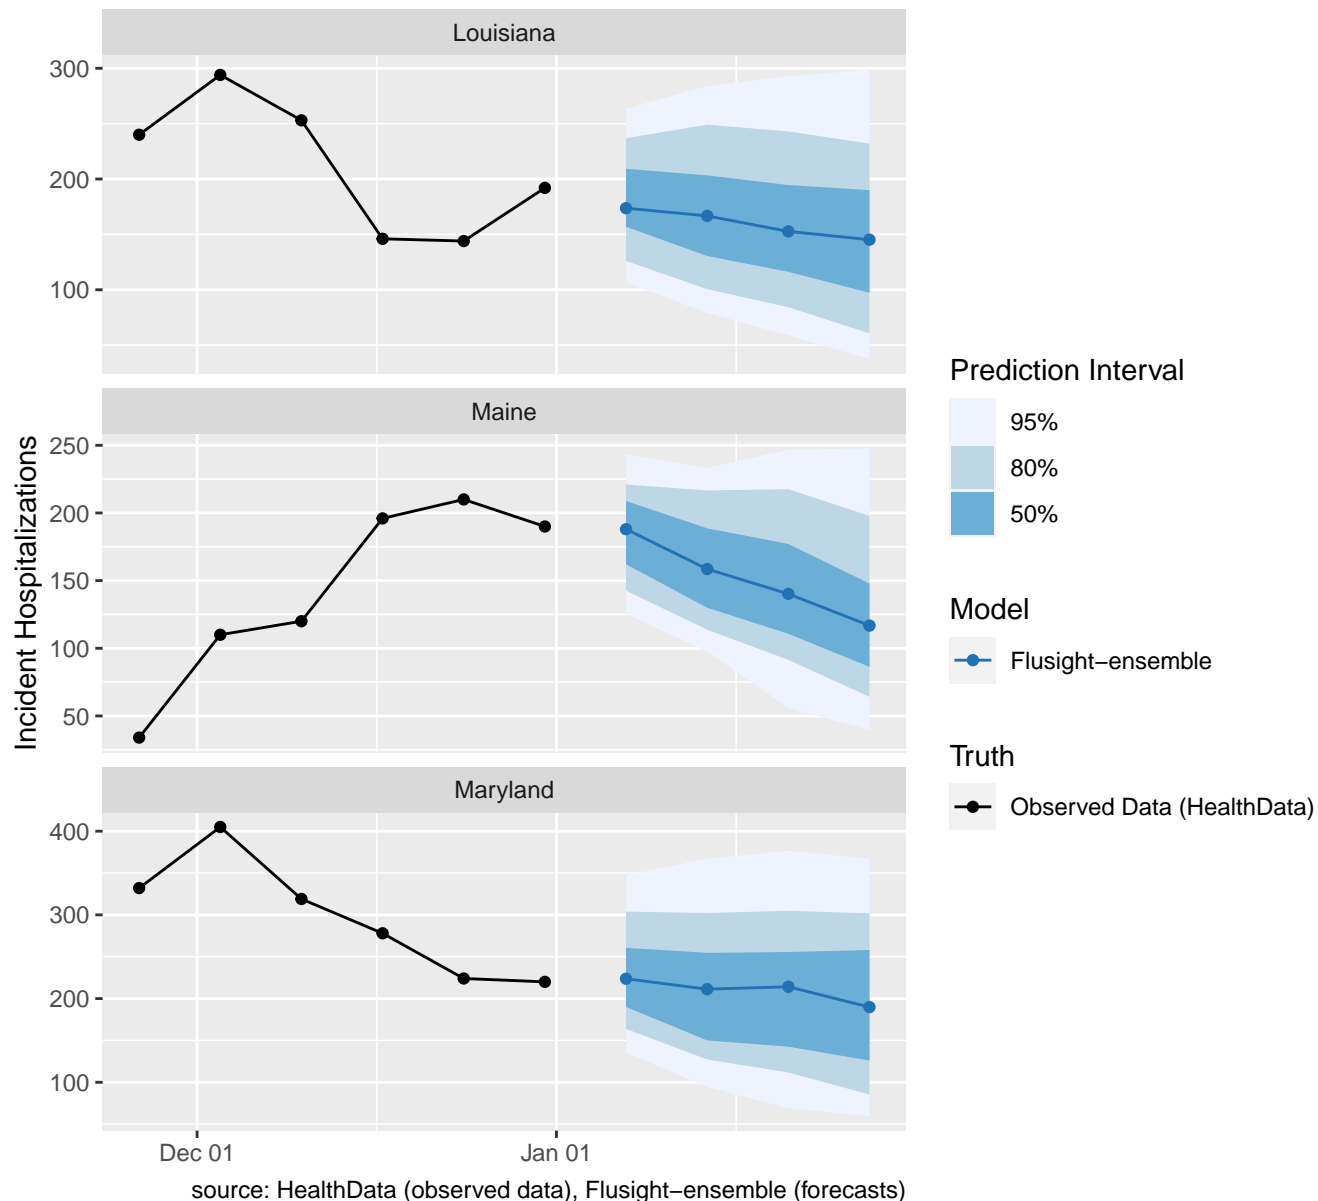 Louisiana
300
200
100
Maine
250
200
150
100
50
Maryland
400
300
200
100
Dec 01
Jan 01
Incident Hospitalizations
source: HealthData (observed data), Flusight−ensemble (forecasts)
Prediction Interval
95%
80%
50%
Model
Flusight−ensemble
Truth
Observed Data (HealthData)